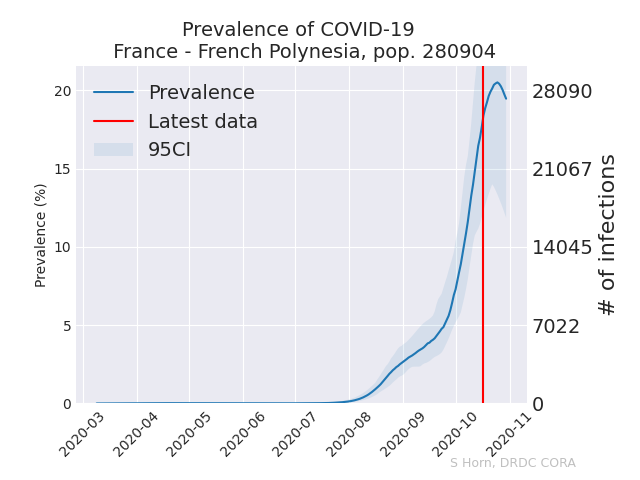 Prevalence of COVID-19
France - French Polynesia, pop. 280904
Prevalence
Latest data
95CI
Prevalence (%)
20
15
10
5
0
28090
21067
14045
7022
0
# of infections
2020-03
2020-04
2020-05
2020-06
2020-07
2020-08
2020-09
2020-10
2020-11
S Horn, DRDC CORA